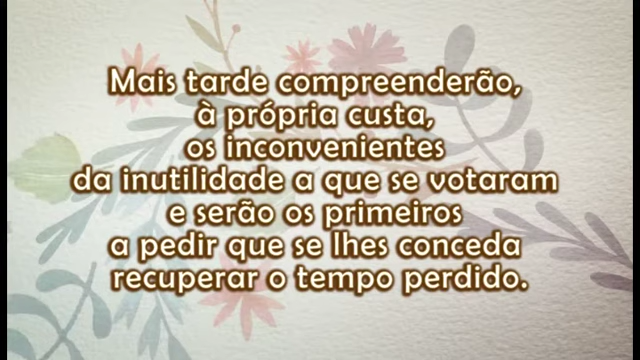 Mais tarde compreenderão,
à própria custa,
os inconvenientes
da inutilidade a que se votaram
e serão os primeiros
a pedir que se lhes conceda
recuperar o tempo perdido.